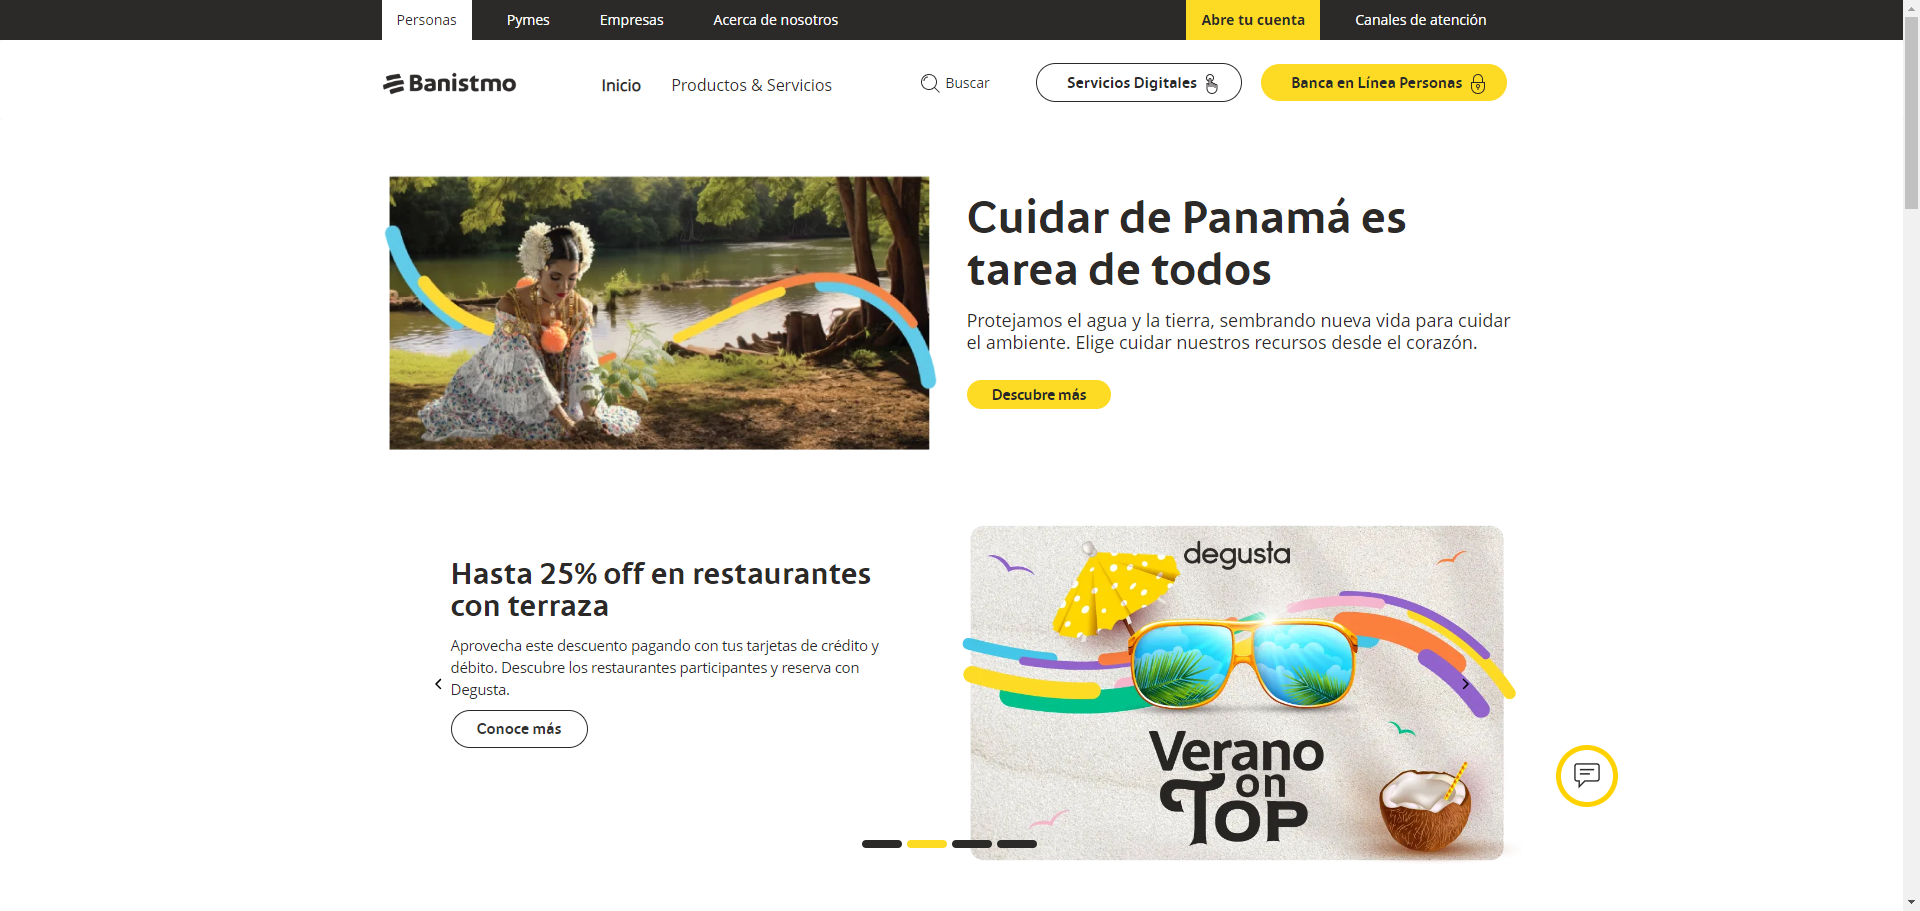 Personas
Pymes
Empresas
Acerca de nosotros
Abre tu cuenta
Canales de atención
Banistmo
Inicio
Productos & Servicios
Buscar
Servicios Digitales
Banca en Línea Personas
Cuidar de Panamá es
tarea de todos
Protejamos el agua y la tierra, sembrando nueva vida para cuidar
el ambiente. Elige cuidar nuestros recursos desde el corazón.
Descubre más
Hasta 25% off en restaurantes
con terraza
Aprovecha este descuento pagando con tus tarjetas de crédito y
débito. Descubre los restaurantes participantes y reserva con
Degusta.
Conoce más
degusta
Verano
on
Top